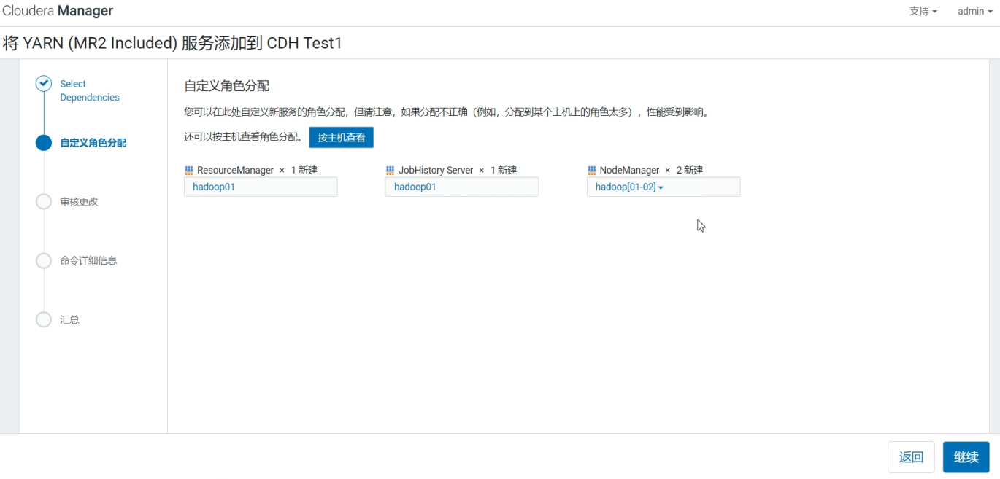 Cloudera Manager
支持
admin
将 YARN (MR2 Included) 服务添加到 CDH Test1
Select
Dependencies
自定义角色分配
审核更改
命令详细信息
汇总
自定义角色分配
您可以在此处自定义新服务的角色分配，但请注意，如果分配不正确（例如，分配到某个主机上的角色太多），性能受到影响。
还可以按主机查看角色分配。 按主机查看
ResourceManager × 1 新建
hadoop01
JobHistory Server × 1 新建
hadoop01
NodeManager × 2 新建
hadoop[01-02]
返回
继续